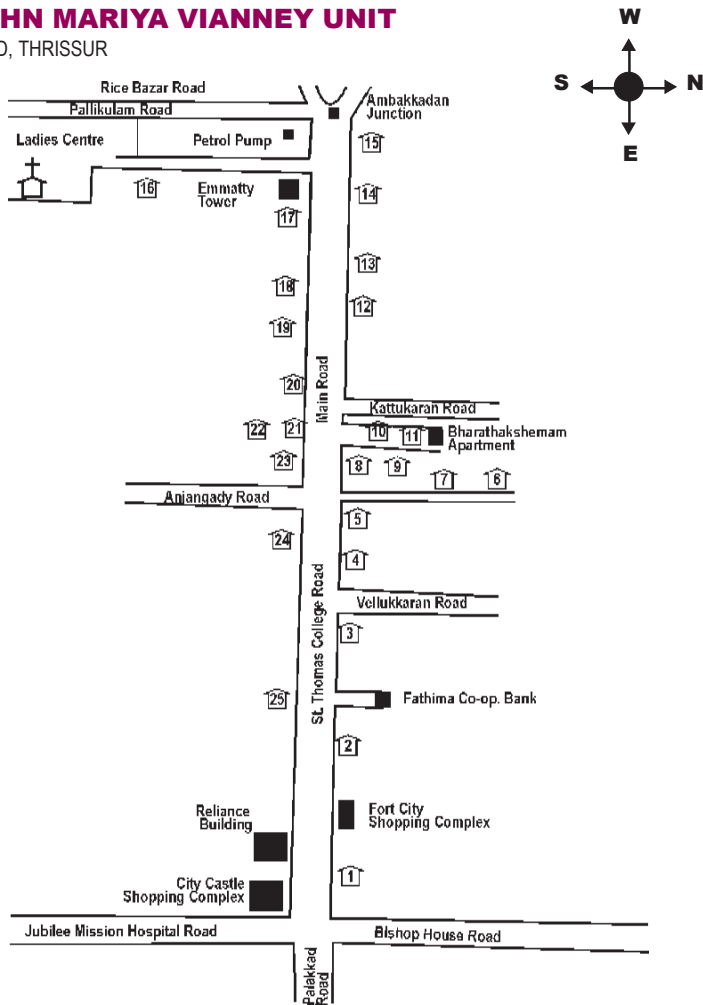 HN MARIYA VIANNEY UNIT
, THRISSUR
W
S
N
E
Rice Bazar Road
Pallikulam Road
Ambakkadan
Junction
Ladies Centre
Petrol Pump
15
16
Emmatty
Tower
14
17
13
18
12
19
Main Road
20
Kattukaran Road
22
21
10
11
Bharathakshemam
Apartment
23
8
9
7
6
Anjangady Road
5
24
4
St. Thomas College Road
Vellukkaran Road
3
25
Fathima Co-op. Bank
2
Reliance
Building
Fort City
Shopping Complex
1
City Castle
Shopping Complex
Jubilee Mission Hospital Road
Bishop House Road
Palakkad
Road